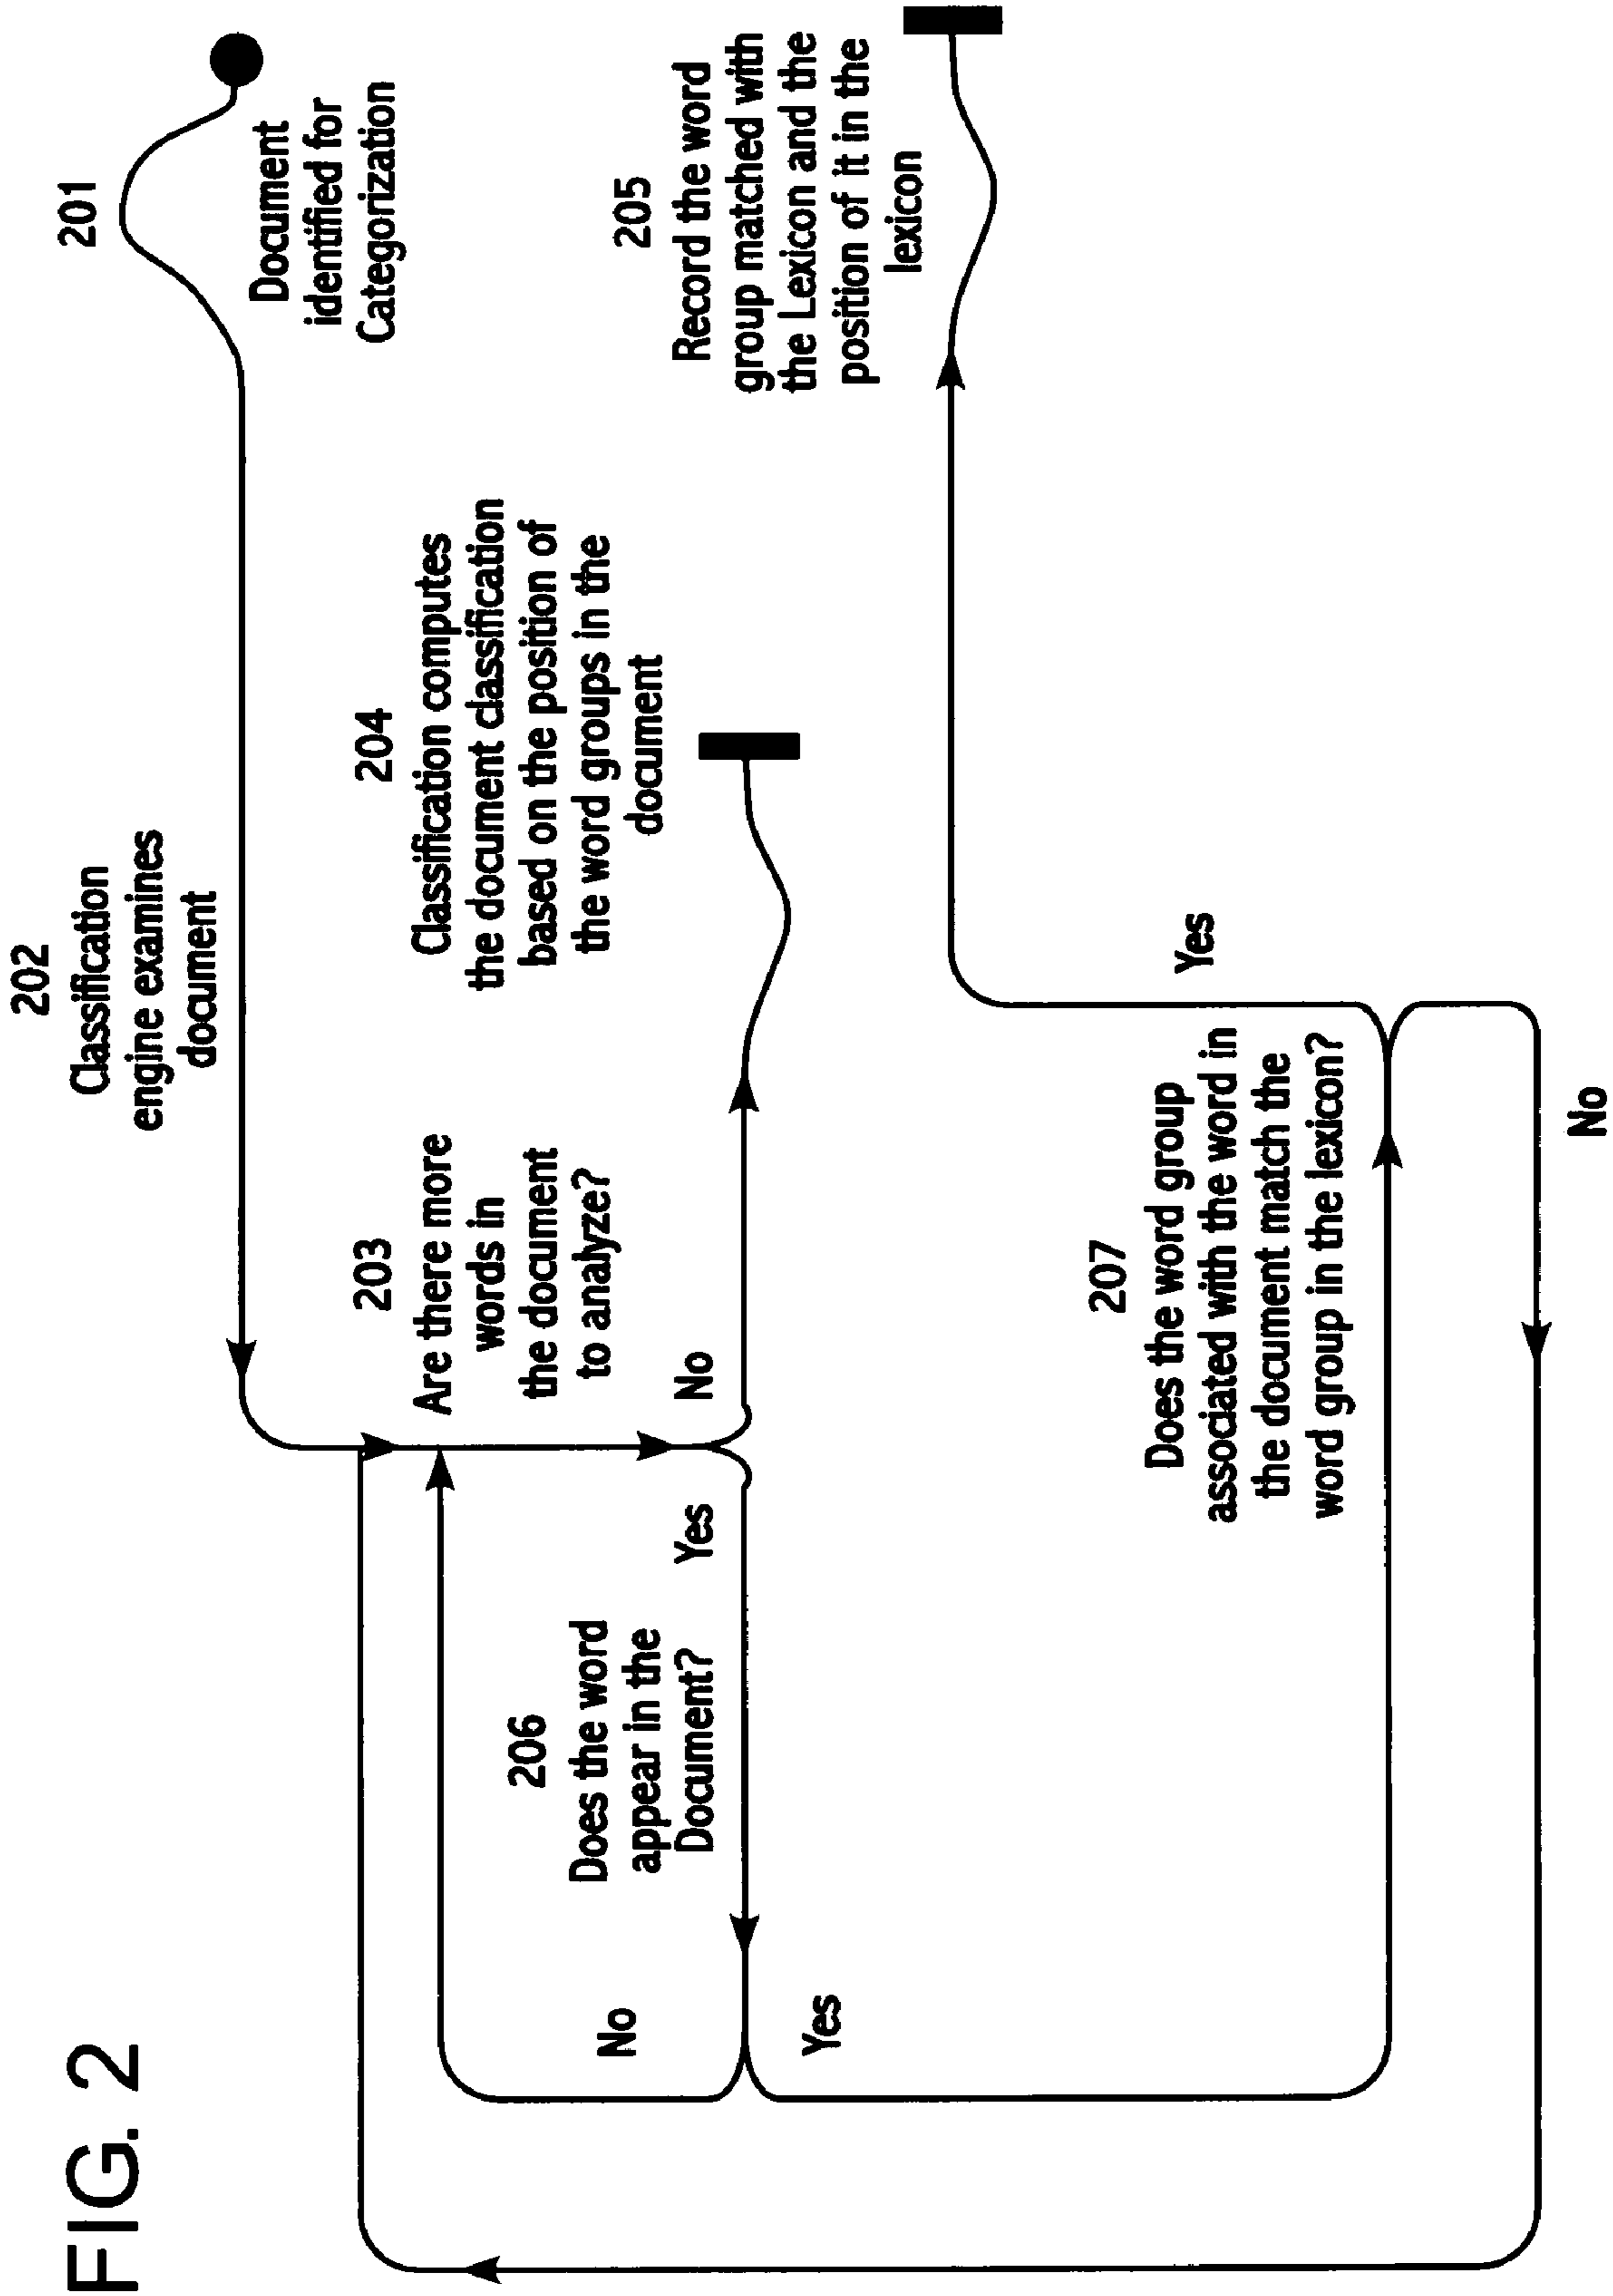 FIG. 2
201
Document
identified for
Categorization
202
Classification
engine examines
document
203
Are there more
words in
the document
to analyze?
No
Yes
204
Classification computes
the document classification
based on the position of
the word groups in the
document
205
Record the word
group matched with
the Lexicon and the
position of it in the
lexicon
206
Does the word
appear in the
Document?
No
Yes
207
Does the word group
associated with the word in
the document match the
word group in the lexicon?
Yes
No